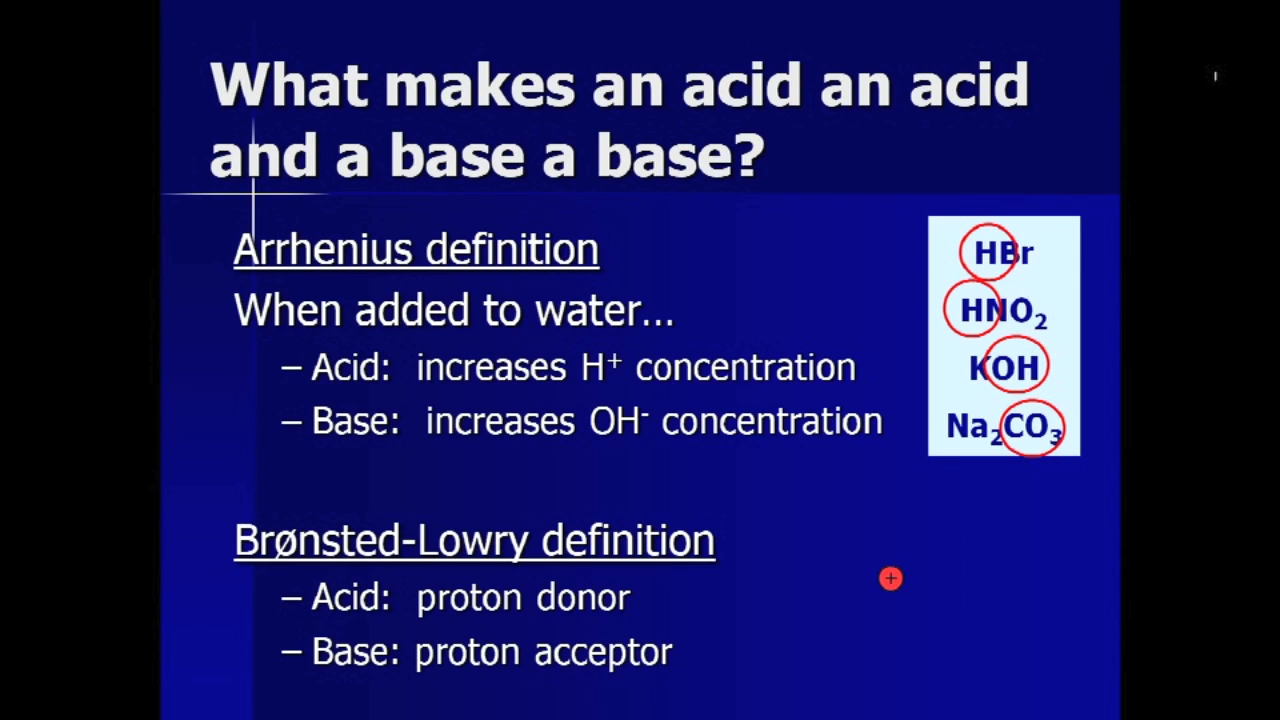 What makes an acid an acid
and a base a base?
Arrhenius definition
When added to water...
– Acid: increases H⁺ concentration
– Base: increases OH⁻ concentration
HBr
HNO₂
KOH
Na₂CO₃
Brønsted-Lowry definition
– Acid: proton donor
– Base: proton acceptor